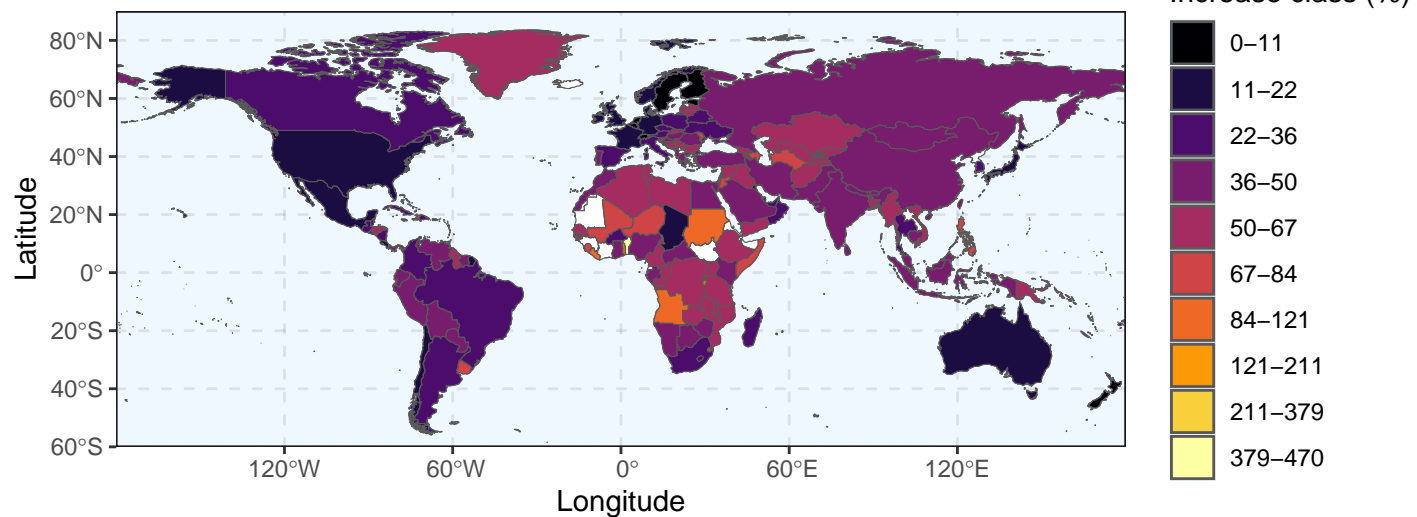 Increase class (%)
80°N
60°N
40°N
20°N
0°
20°S
40°S
60°S
Latitude
120°W
60°W
0°
60°E
120°E
Longitude
0–11
11–22
22–36
36–50
50–67
67–84
84–121
121–211
211–379
379–470